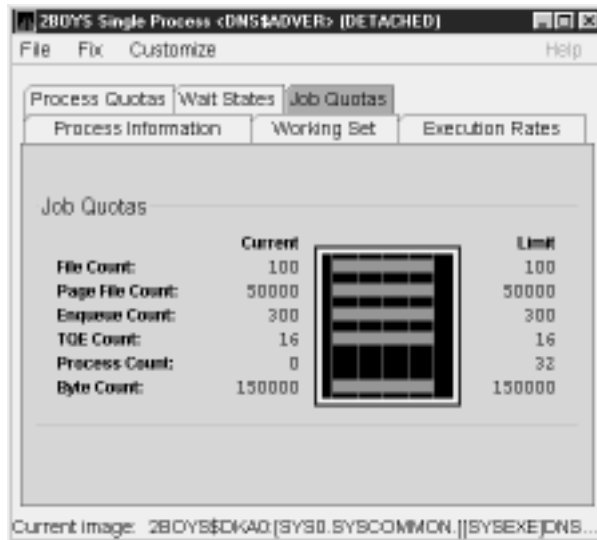 2BOYS Single Process <DNS$ADVER> (DETACHED)
File Fix Customize Help
Process Quotas Wait States Job Quotas
Process Information Working Set Execution Rates
Job Quotas
Current Limit
File Count: 100 100
Page File Count: 50000 50000
Enqueue Count: 300 300
TQE Count: 16 16
Process Count: 0 32
Byte Count: 150000 150000
Current image: 2BOYS$DKA0:[SYS0.SYSCOMMON.][SYSEXE]DNS...